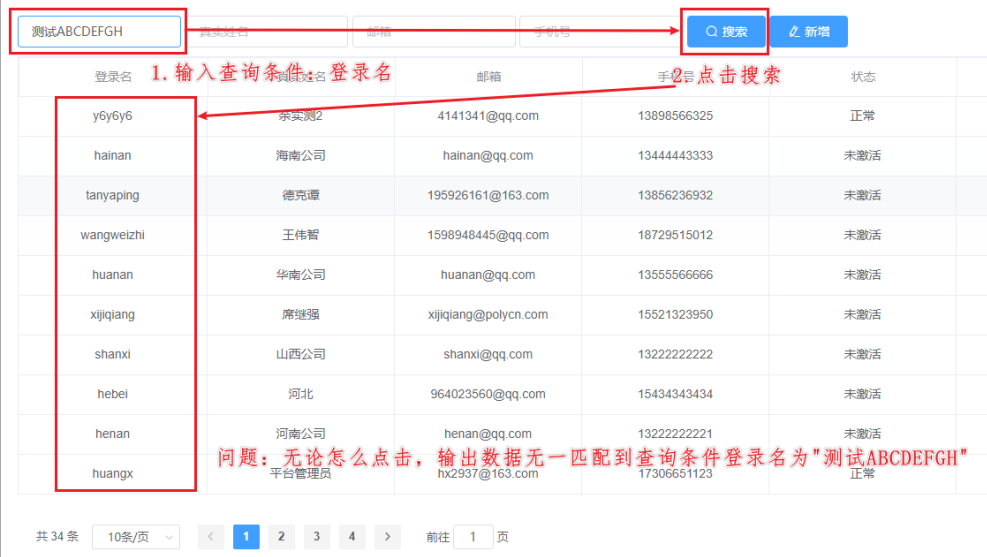 测试ABCDEFGH 真实姓名 邮箱 手机号 搜索 新增
1.输入查询条件：登录名
2.点击搜索
登录名 邮箱 手机号 状态
y6y6y6 亲实测2 4141341@qq.com 13898566325 正常
hainan 海南公司 hainan@qq.com 13444443333 未激活
tanyaping 德克谭 195926161@163.com 13856236932 未激活
wangweizhi 王伟智 1598948445@qq.com 18729515012 未激活
huanan 华南公司 huanan@qq.com 13555566666 未激活
xijiqiang 席继强 xijiqiang@polycn.com 15521323950 未激活
shanxi 山西公司 shanxi@qq.com 13222222222 未激活
hebei 河北 964023560@qq.com 15434343434 未激活
henan 河南公司 henan@qq.com 13222222221 未激活
问题：无论怎么点击，输出数据无一匹配到查询条件登录名为"测试ABCDEFGH"
huangx 平台管理员 hx2937@163.com 17306651123 正常
共 34 条 10条/页 1 2 3 4 前往 1 页